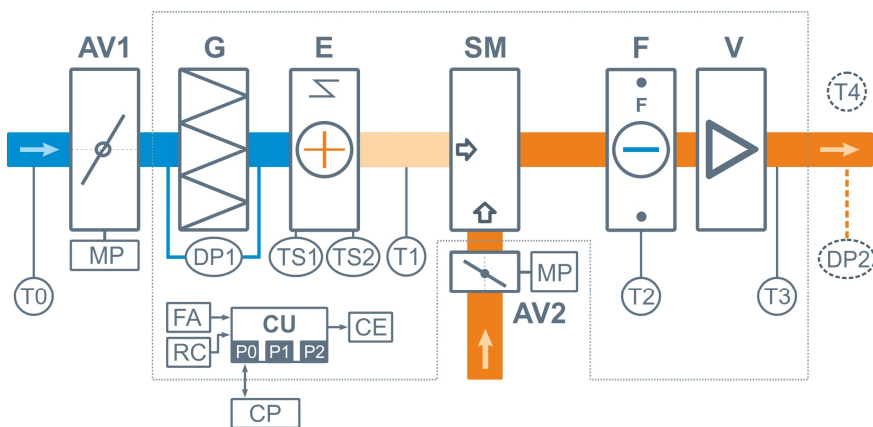 AV1
G
E
SM
F
V
T4
F
MP
DP1
TS1
TS2
T1
MP
DP2
T0
T2
T3
AV2
FA
CU
CE
RC
P0
P1
P2
CP